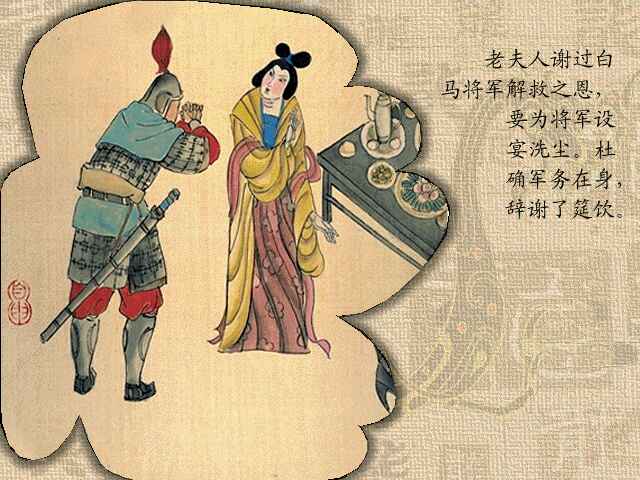 老夫人谢过白
马将军解救之恩，
要为将军设
宴洗尘。杜
确军务在身，
辞谢了筵饮。